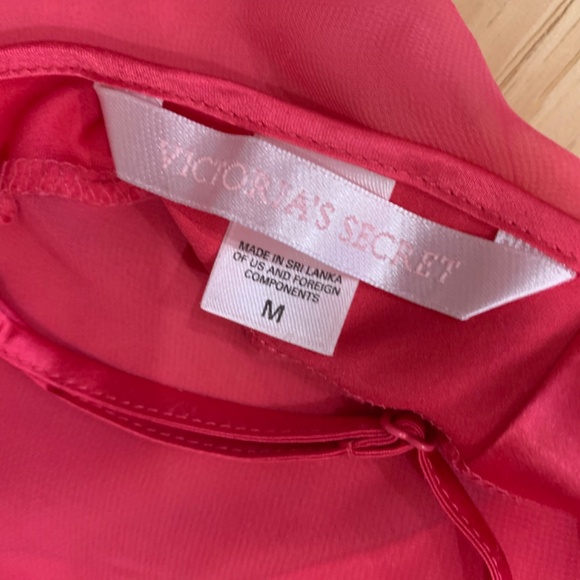 VICTORIA'S SECRET
MADE IN SRI LANKA
OF US AND FOREIGN
COMPONENTS
M